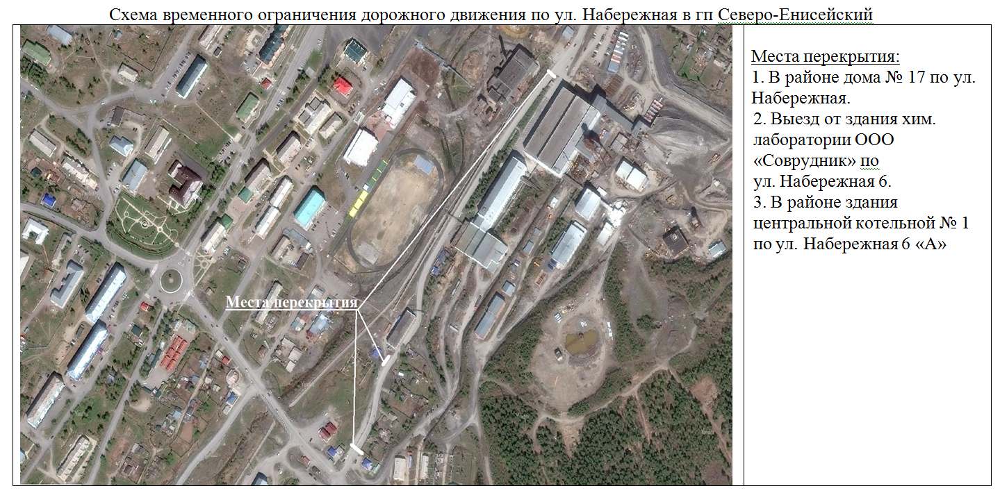 Схема временного ограничения дорожного движения по ул. Набережная в гп Северо-Енисейский
Места перекрытия:
1. В районе дома № 17 по ул.
Набережная.
2. Выезд от здания хим.
лаборатории ООО
«Соврудник» по
ул. Набережная 6.
3. В районе здания
центральной котельной № 1
по ул. Набережная 6 «А»
Места перекрытия